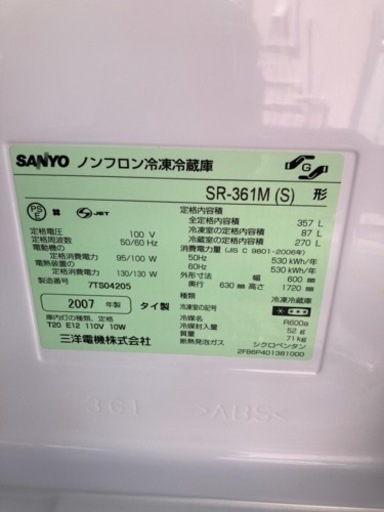 SANYO ノンフロン冷凍冷蔵庫
SR-361M (S) 形
PS E JET
定格電圧 100 V
定格周波数 50/60 Hz
電動機の
定格消費電力 95/100 W
電熱装置の
定格消費電力 130/130 W
製造番号 7TS04205
2007 年製 タイ製
庫内灯の種類、定格
T20 E12 110V 10W
三洋電機株式会社
定格内容積
全定格内容積 357 L
冷凍室の定格内容積 87 L
冷蔵室の定格内容積 270 L
消費電力量 (JIS C 9801-2006年)
50Hz 530 kWh/年
60Hz 530 kWh/年
外形寸法 幅 600 mm
奥行 630 mm 高さ 1720 mm
種類 冷凍冷蔵庫
冷凍室の記号
冷媒名 R600a
冷媒封入量 52 g
質量 71 kg
断熱発泡ガス シクロペンタン
2FB6P401381000
36L >ABS<